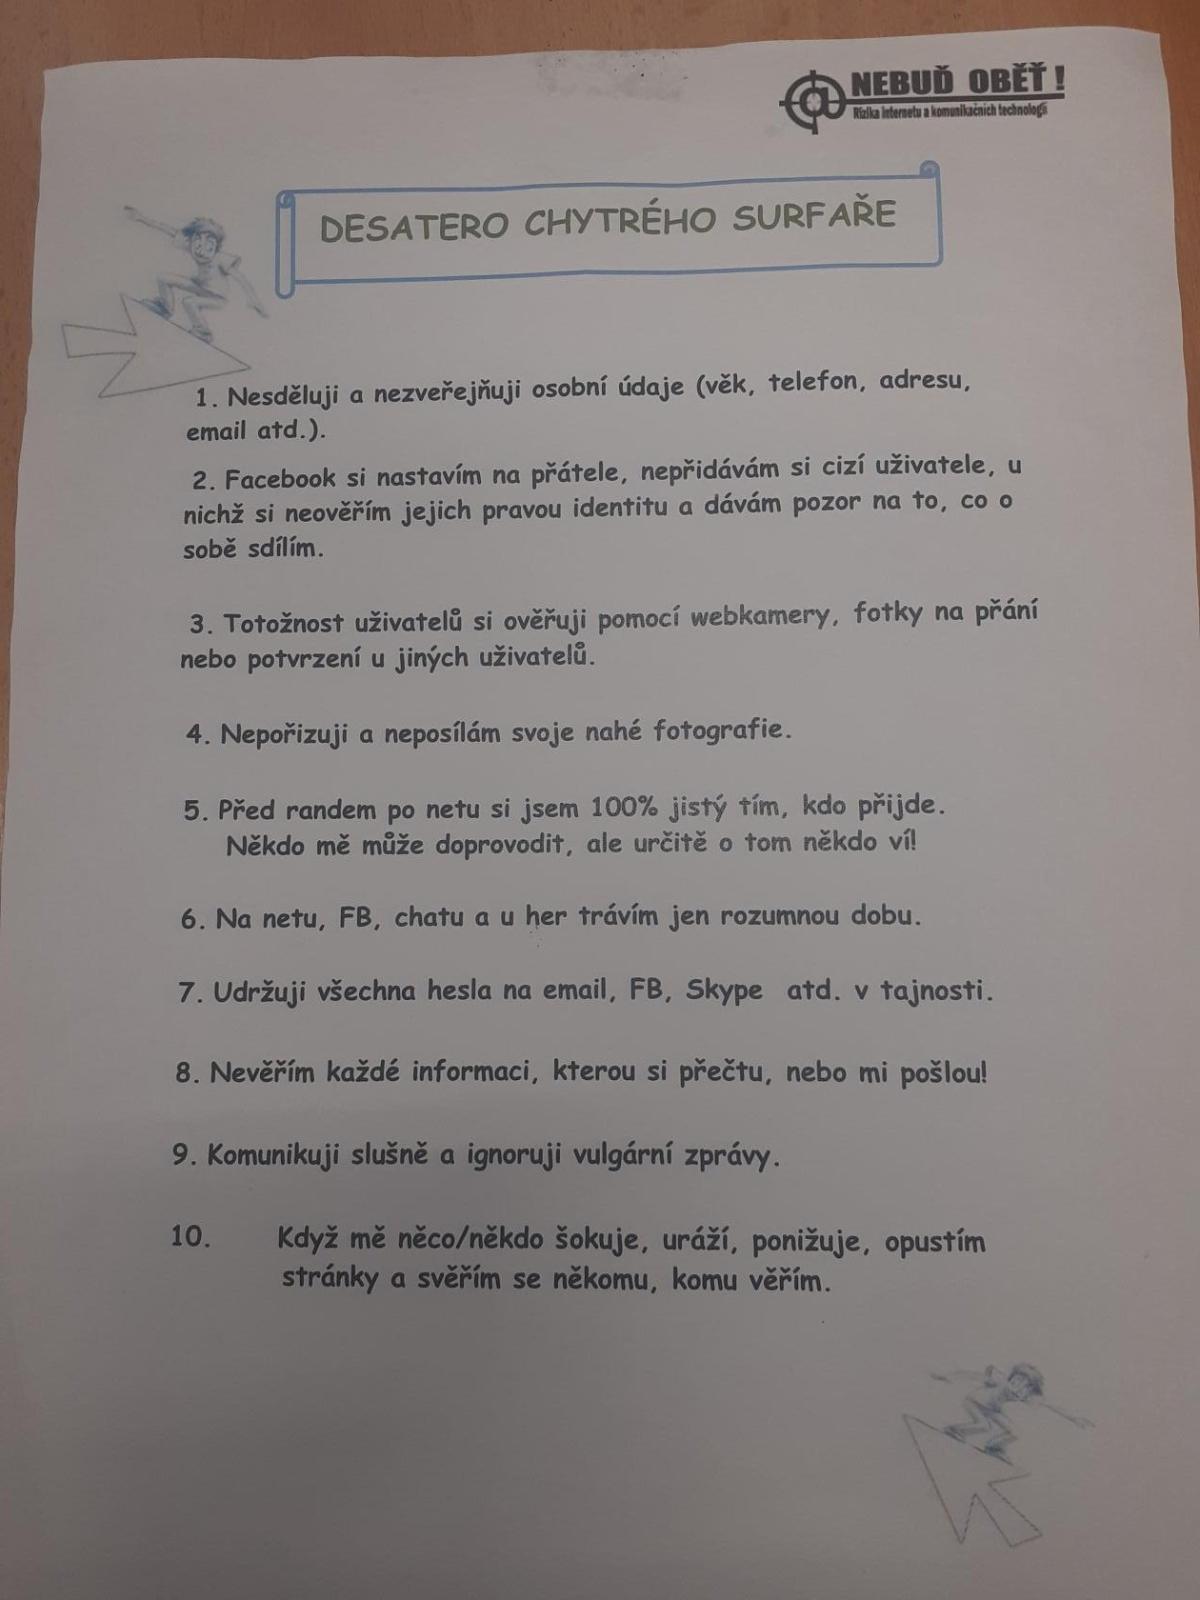 NEBUĎ OBĚŤ!
Rizika internetu a komunikačních technologií
DESATERO CHYTRÉHO SURFAŘE
1. Nesděluji a nezveřejňuji osobní údaje (věk, telefon, adresu,
email atd.).
2. Facebook si nastavím na přátele, nepřidávám si cizí uživatele, u
nichž si neověřím jejich pravou identitu a dávám pozor na to, co o
sobě sdílím.
3. Totožnost uživatelů si ověřuji pomocí webkamery, fotky na přání
nebo potvrzení u jiných uživatelů.
4. Nepořizuji a neposílám svoje nahé fotografie.
5. Před randem po netu si jsem 100% jistý tím, kdo přijde.
Někdo mě může doprovodit, ale určitě o tom někdo ví!
6. Na netu, FB, chatu a u her trávím jen rozumnou dobu.
7. Udržuji všechna hesla na email, FB, Skype atd. v tajnosti.
8. Nevěřím každé informaci, kterou si přečtu, nebo mi pošlou!
9. Komunikuji slušně a ignoruji vulgární zprávy.
10. Když mě něco/někdo šokuje, uráží, ponižuje, opustím
stránky a svěřím se někomu, komu věřím.